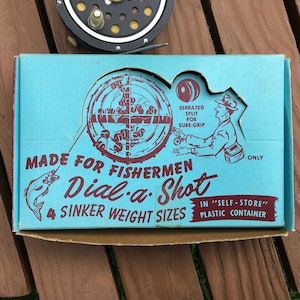 SERRATED
SPLIT
FOR
SURE-GRIP
ONLY
MADE FOR FISHERMEN
Dial·a·Shot
4 SINKER WEIGHT SIZES
IN "SELF-STORE"
PLASTIC CONTAINER